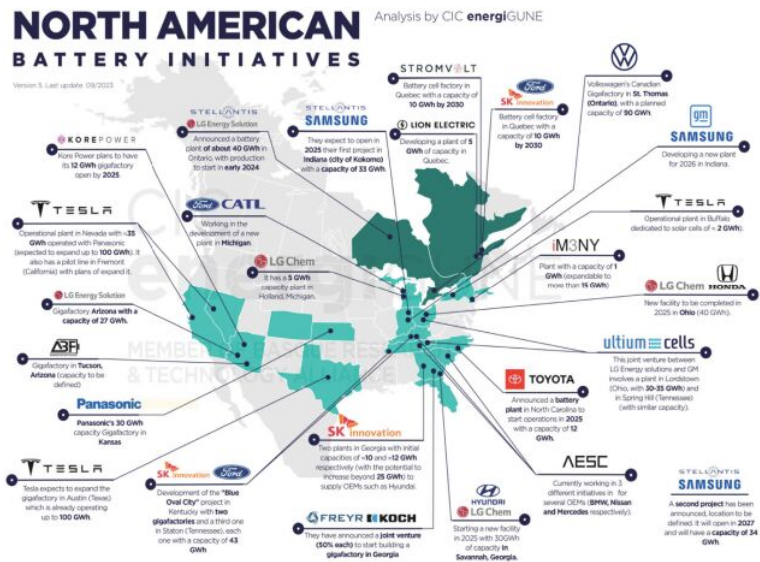 NORTH AMERICAN
BATTERY INITIATIVES
Analysis by CIC energiGUNE
Version 5. Last update: 09/2023
STROMVOLT
Battery cell factory in
Quebec with a capacity of
10 GWh by 2030
LION ELECTRIC
Developing a plant of 5
GWh of capacity in
Quebec.
Ford
SK innovation
Battery cell
factory in
Quebec with a
capacity of
10 GWh
by 2030
Volkswagen's Canadian
Gigafactory in St. Thomas
(Ontario), with a planned
capacity of 90 GWh.
gm
SAMSUNG
Developing a new plant
for 2026 in Indiana.
STELLANTIS
LG Energy Solution
Announced a battery
plant of about 40 GWh in
Ontario, with production
to start in early 2024
STELLANTIS
SAMSUNG
They expect to open in
2025 their first project in
Indiana (city of Kokomo)
with a capacity of 33 GWh.
KOREPOWER
Kore Power plans to have
its 12 GWh gigafactory
open by 2025.
TESLA
Operational plant in Nevada with ~35
GWh operated with Panasonic
(expected to expand up to 100 GWh). It
also has a pilot line in Fremont
(California) with plans of expand it.
Ford CATL
Working in the
development of a new
plant in Michigan.
LG Chem
It has a 5 GWh
capacity plant in
Holland, Michigan.
TESLA
Operational plant in Buffalo
dedicated to solar cells of ~ 2 GWh).
iM3NY
Plant with a capacity of 1
GWh (expandable to
more than 15 GWh)
LG Chem HONDA
New facility to be completed in
2025 in Ohio (40 GWh).
LG Energy Solution
Gigafactory Arizona with a
capacity of 27 GWh.
ABF
Gigafactory in Tucson,
Arizona (capacity to be
defined)
Panasonic
Panasonic's 30 GWh
capacity Gigafactory in
Kansas
TESLA
Tesla expects to expand the
gigafactory in Austin (Texas)
which is already operating
up to 100 GWh.
ultium cells
This joint venture between
LG Energy solutions and GM
involves a plant in Lordstown
(Ohio, with 30-35 GWh) and
in Spring Hill (Tennessee)
(with similar capacity).
TOYOTA
Announced a battery
plant in North Carolina to
start operations in 2025
with a capacity of 12
GWh.
SK innovation
Two plants in Georgia with initial
capacities of ~10 and ~12 GWh
respectively (with the potential to
increase beyond 25 GWh) to
supply OEMs such as Hyundai.
SK innovation Ford
Development of the "Blue
Oval City" project in
Kentucky with two
gigafactories and a third one
in Staton (Tennessee), each
one with a capacity of 43
GWh
FREYR KOCH
They have announced a joint venture
(50% each) to start building a
gigafactory in Georgia
HYUNDAI
LG Chem
Starting a new facility
in 2025 with 30GWh
of capacity in
Savannah, Georgia.
AESC
Currently working in 3
different initiatives in for
several OEMs (BMW, Nissan
and Mercedes respectively).
STELLANTIS
SAMSUNG
A second project has been
announced, location to be
defined. It will open in 2027
and will have a capacity of 34
GWh